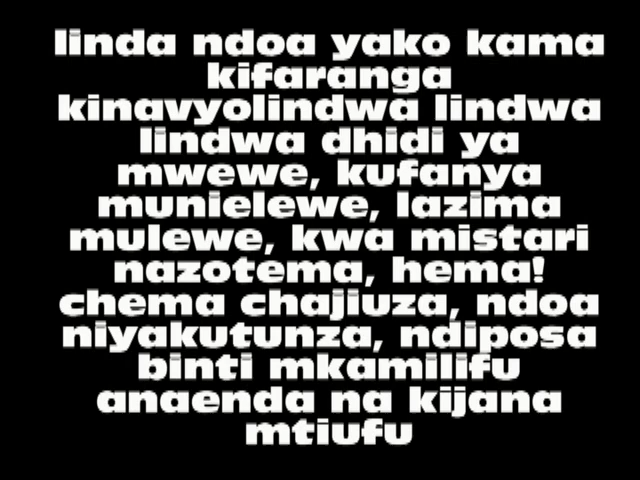 linda ndoa yako kama
kifaranga
kinavyolindwa lindwa
lindwa dhidi ya
mwewe, kufanya
munielewe, lazima
mulewe, kwa mistari
nazotema, hema!
chema chajiuza, ndoa
niyakutunza, ndiposa
binti mkamilifu
anaenda na kijana
mtiufu